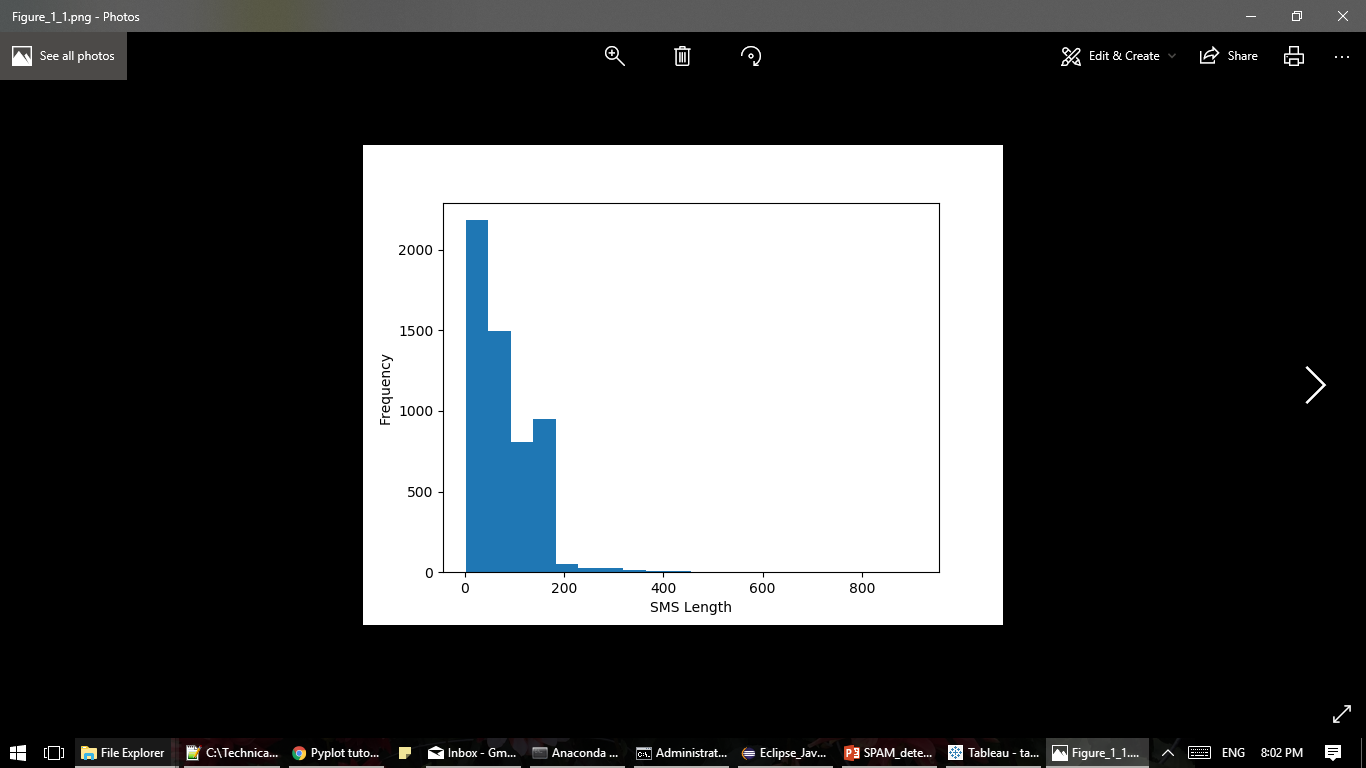 Figure_1_1.png - Photos
See all photos
Edit & Create
Share
2000
1500
1000
500
0
Frequency
0 200 400 600 800
SMS Length
File Explorer C:\Technica... Pyplot tuto... Inbox - Gm... Anaconda ... Administrat... Eclipse_Jav... SPAM_dete... Tableau - ta... Figure_1_1.... ENG 8:02 PM